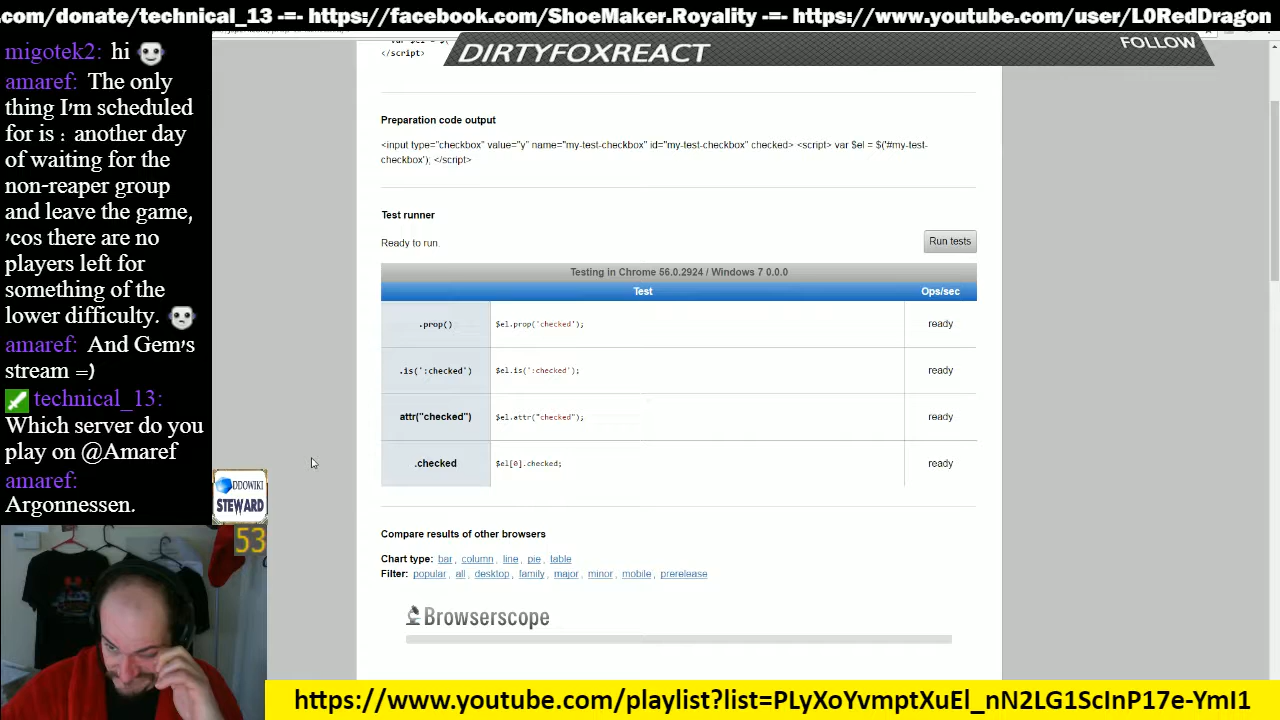 .com/donate/technical_13 -=- https://facebook.com/ShoeMaker.Royality -=- https://www.youtube.com/user/L0RedDragon
DIRTYFOXREACT
FOLLOW
migotek2: hi
amaref: The only
thing I'm scheduled
for is : another day
of waiting for the
non-reaper group
and leave the game,
'cos there are no
players left for
something of the
lower difficulty.
amaref: And Gem's
stream =)
technical_13:
Which server do you
play on @Amaref
amaref:
Argonnessen.
DDOWIKI
STEWARD
53
</script>
Preparation code output
<input type="checkbox" value="y" name="my-test-checkbox" id="my-test-checkbox" checked> <script> var $el = $('#my-test-
checkbox'); </script>
Test runner
Ready to run.
Run tests
Testing in Chrome 56.0.2924 / Windows 7 0.0.0
Test Ops/sec
.prop() $el.prop('checked'); ready
.is(':checked') $el.is(':checked'); ready
attr("checked") $el.attr("checked"); ready
.checked $el[0].checked; ready
Compare results of other browsers
Chart type: bar, column, line, pie, table
Filter: popular, all, desktop, family, major, minor, mobile, prerelease
Browserscope
https://www.youtube.com/playlist?list=PLyXoYvmptXuEl_nN2LG1ScInP17e-YmI1